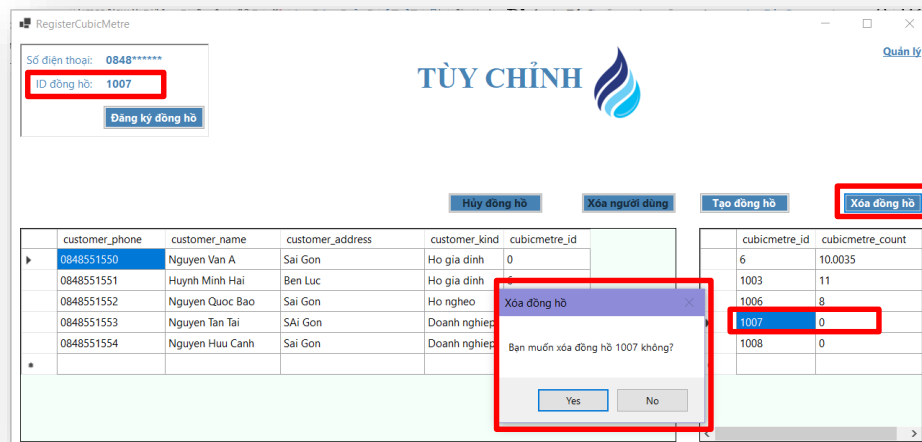 RegisterCubicMetre
Số điện thoại: 0848******
ID đồng hồ: 1007
Đăng ký đồng hồ
TÙY CHỈNH
Quản lý
Hủy đồng hồ Xóa người dùng Tạo đồng hồ Xóa đồng hồ
customer_phone customer_name customer_address customer_kind cubicmetre_id
0848551550 Nguyen Van A Sai Gon Ho gia dinh 0
0848551551 Huynh Minh Hai Ben Luc Ho gia dinh 6
0848551552 Nguyen Quoc Bao Sai Gon Ho ngheo
0848551553 Nguyen Tan Tai SAi Gon Doanh nghiep
0848551554 Nguyen Huu Canh Sai Gon Doanh nghiep
cubicmetre_id cubicmetre_count
6 10.0035
1003 11
1006 8
1007 0
1008 0
Xóa đồng hồ
Bạn muốn xóa đồng hồ 1007 không?
Yes No